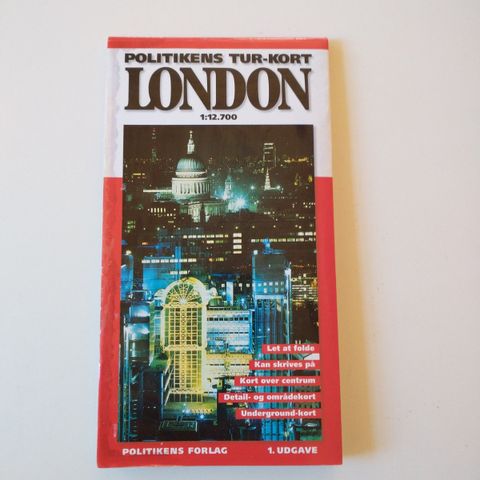 POLITIKENS TUR-KORT
LONDON
1:12.700
Let at folde
Kan skrives på
Kort over centrum
Detail- og områdekort
Underground-kort
POLITIKENS FORLAG 1. UDGAVE